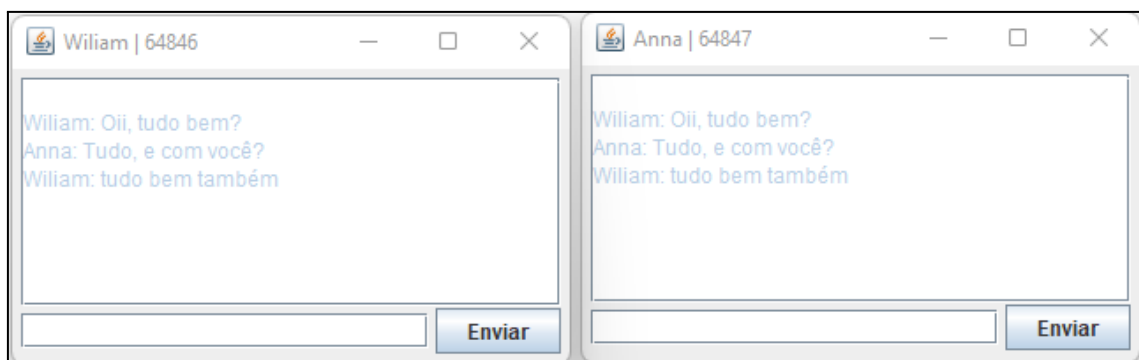 Wiliam | 64846
Wiliam: Oii, tudo bem?
Anna: Tudo, e com você?
Wiliam: tudo bem também
Enviar
Anna | 64847
Wiliam: Oii, tudo bem?
Anna: Tudo, e com você?
Wiliam: tudo bem também
Enviar